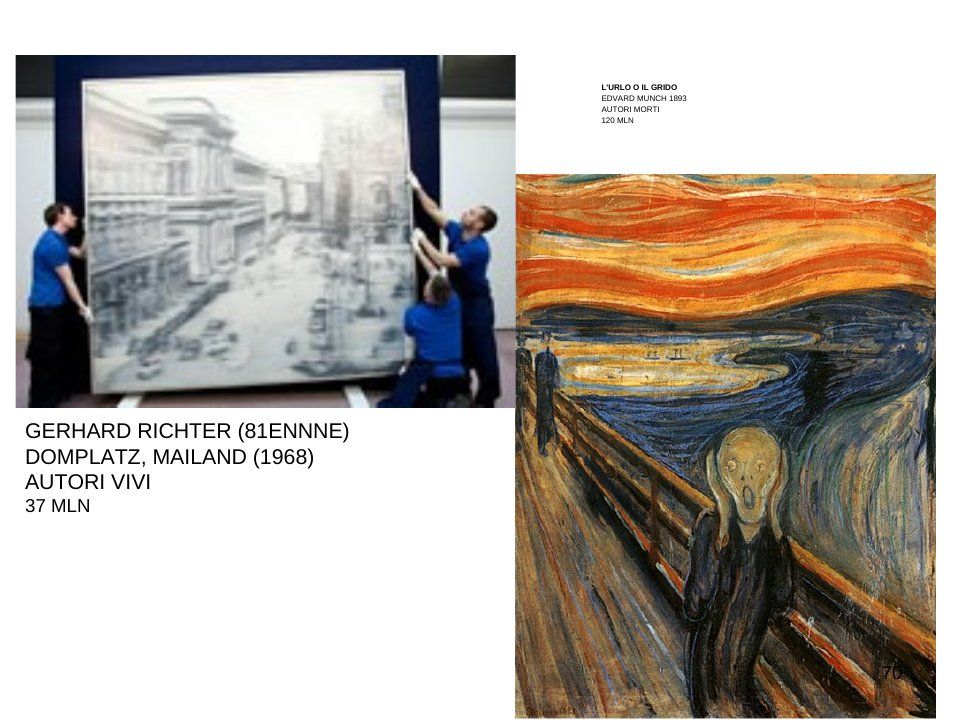 L'URLO O IL GRIDO
EDVARD MUNCH 1893
AUTORI MORTI
120 MLN
GERHARD RICHTER (81ENNNE)
DOMPLATZ, MAILAND (1968)
AUTORI VIVI
37 MLN
70